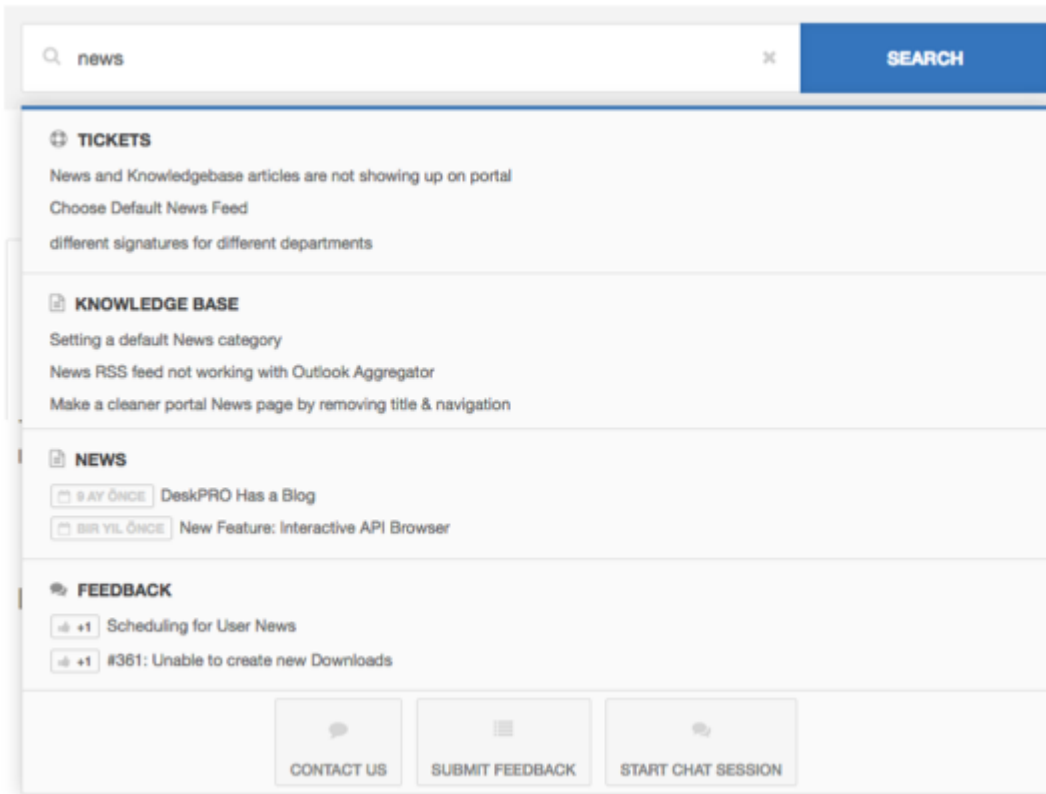 news
SEARCH
TICKETS
News and Knowledgebase articles are not showing up on portal
Choose Default News Feed
different signatures for different departments
KNOWLEDGE BASE
Setting a default News category
News RSS feed not working with Outlook Aggregator
Make a cleaner portal News page by removing title & navigation
NEWS
9 AY ÖNCE DeskPRO Has a Blog
BIR YIL ÖNCE New Feature: Interactive API Browser
FEEDBACK
+1 Scheduling for User News
+1 #361: Unable to create new Downloads
CONTACT US SUBMIT FEEDBACK START CHAT SESSION